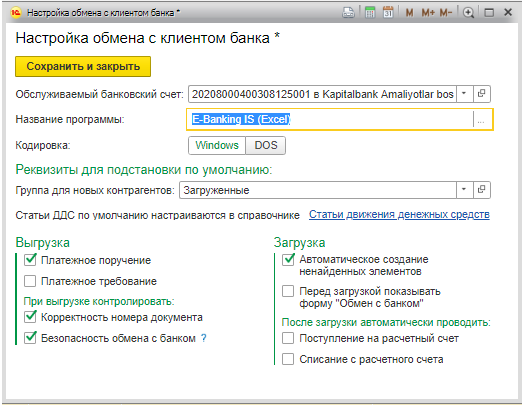 1С Настройка обмена с клиентом банка *
M M+ M-
Настройка обмена с клиентом банка *
Сохранить и закрыть
Обслуживаемый банковский счет: 20208000400308125001 в Kapitalbank Amaliyotlar bos
Название программы: E-Banking IS (Excel) ...
Кодировка: Windows DOS
Реквизиты для подстановки по умолчанию:
Группа для новых контрагентов: Загруженные
Статьи ДДС по умолчанию настраиваются в справочнике Статьи движения денежных средств
Выгрузка
Платежное поручение
Платежное требование
При выгрузке контролировать:
Корректность номера документа
Безопасность обмена с банком ?
Загрузка
Автоматическое создание
ненайденных элементов
Перед загрузкой показывать
форму "Обмен с банком"
После загрузки автоматически проводить:
Поступление на расчетный счет
Списание с расчетного счета